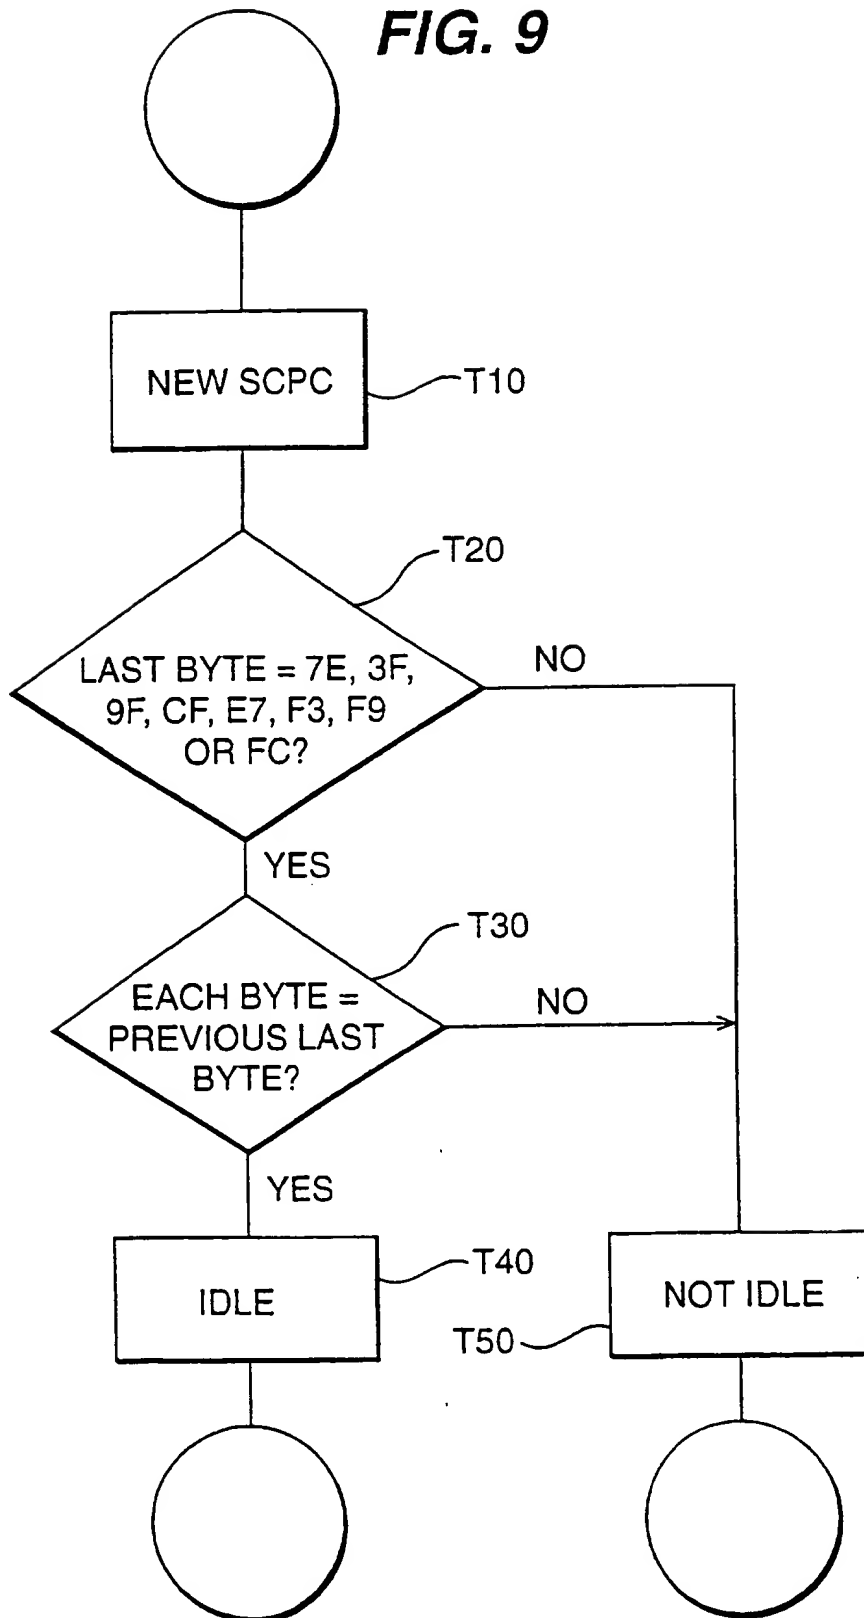 FIG. 9
NEW SCPC
T10
T20
LAST BYTE = 7E, 3F,
9F, CF, E7, F3, F9
OR FC?
NO
YES
T30
EACH BYTE =
PREVIOUS LAST
BYTE?
NO
YES
IDLE
T40
NOT IDLE
T50